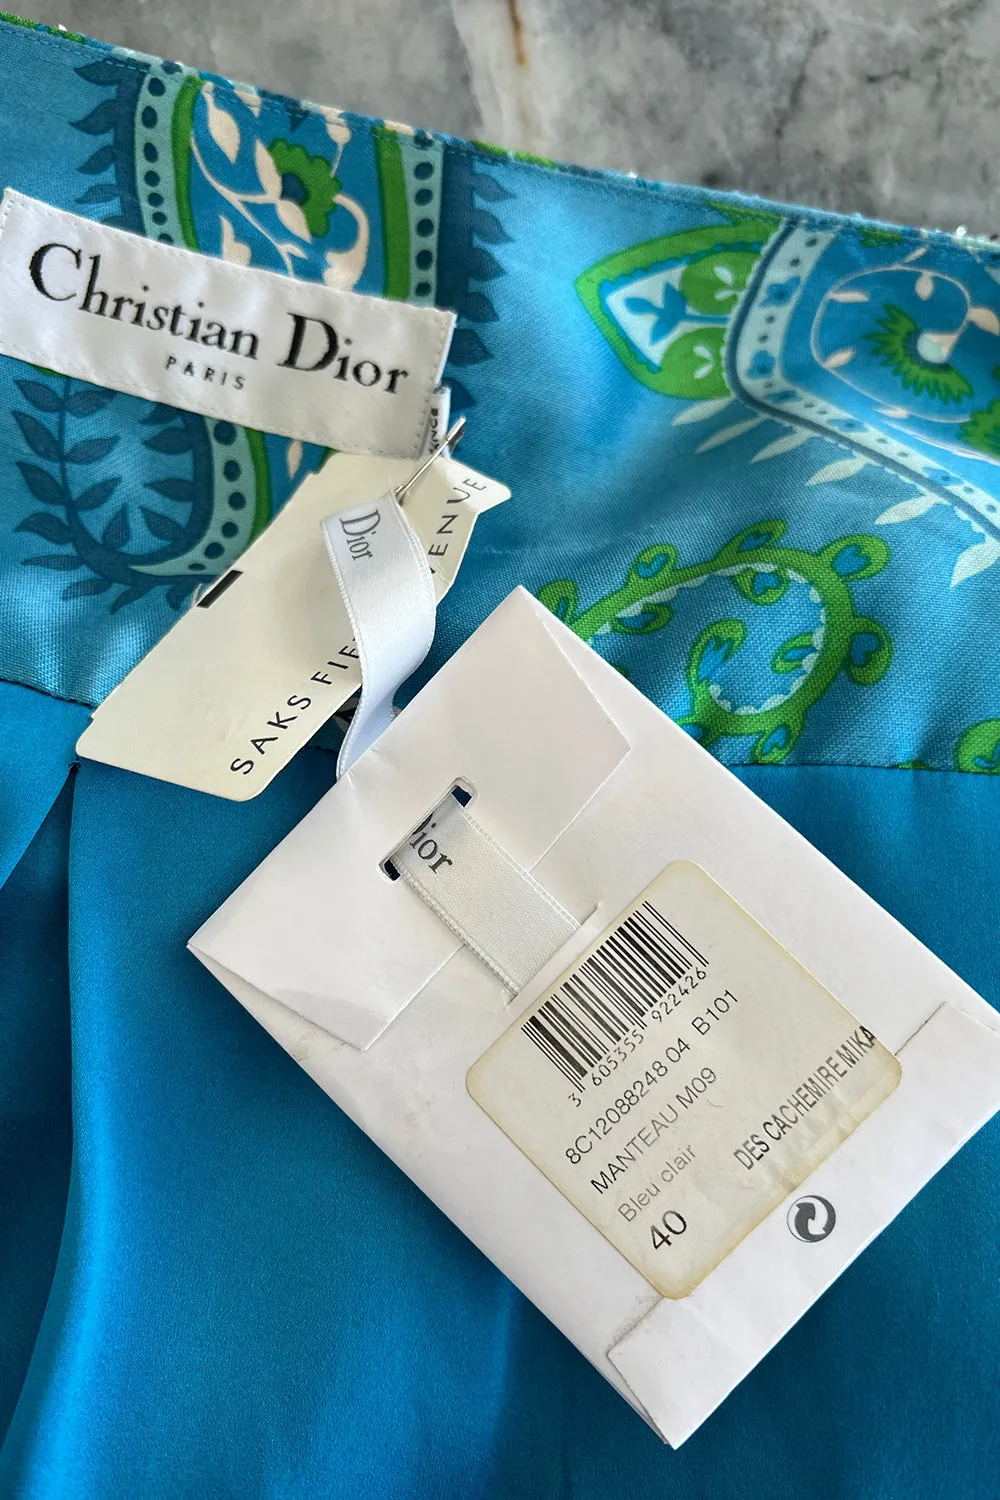 Christian Dior
PARIS
Dior
SAKS FIF
ENUE
Dior
3 605355 922426
8C12088248 04 B101
MANTEAU M09
Bleu clair
40
DES CACHEMIRE MIKA